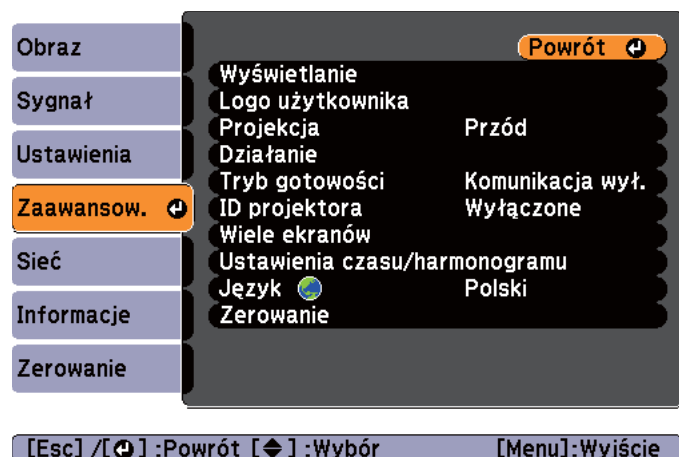 Obraz
Sygnał
Ustawienia
Zaawansow.
Sieć
Informacje
Zerowanie
Powrót
Wyświetlanie
Logo użytkownika
Projekcja Przód
Działanie
Tryb gotowości Komunikacja wył.
ID projektora Wyłączone
Wiele ekranów
Ustawienia czasu/harmonogramu
Język Polski
Zerowanie
[Esc] /[⏎] :Powrót [◆] :Wybór [Menu]:Wyjście